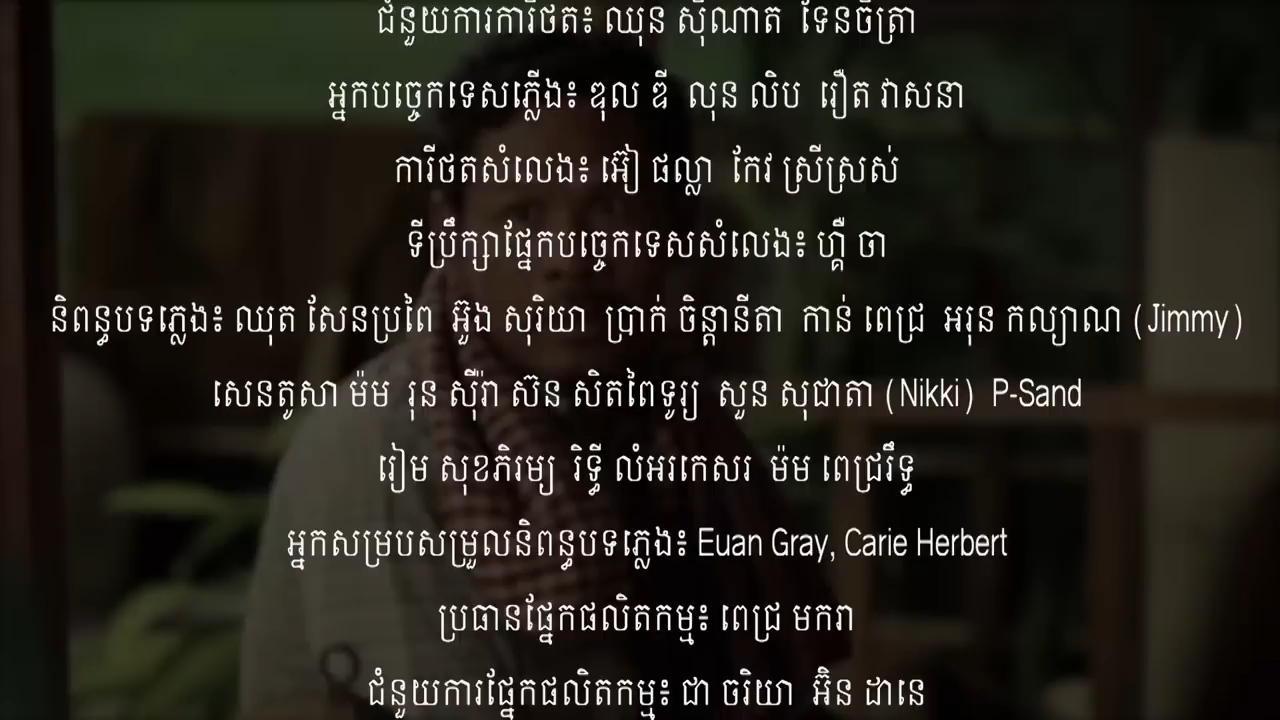 ជំនួយការការីថត៖ ឈុន ស៊ីណាត ទែនចិត្រា
អ្នកបច្ចេកទេសភ្លើង៖ ឌុល ឌី លុន លិប រឿត វាសនា
ការីថតសំលេង៖ អៀ៊ ផល្លា កែវ ស្រីស្រស់
ទីប្រឹក្សាផ្នែកបច្ចេកទេសសំលេង៖ ហ្គឺ ចា
និពន្ធបទភ្លេង៖ ឈុត សែនប្រពៃ អ៊ួង សុរិយា ប្រាក់ ចិន្តានីតា កាន់ ពេជ្រ អរុន កល្យាណ (Jimmy)
សេនតូសា ម៉ម រុន ស៊ីរ៉ា ស៊ន សិតពៃទូរ្យ សួន សុជាតា (Nikki) P-Sand
រៀម សុខភិរម្យ រិទ្ធី លំអរកេសរ ម៉ម ពេជ្ររឹទ្ធ
អ្នកសម្របសម្រួលនិពន្ធបទភ្លេង៖ Euan Gray, Carie Herbert
ប្រធានផ្នែកផលិតកម្ម៖ ពេជ្រ មករា
ជំនួយការផ្នែកផលិតកម្ម៖ ជា ចរិយា អ៊ិន ដានេ